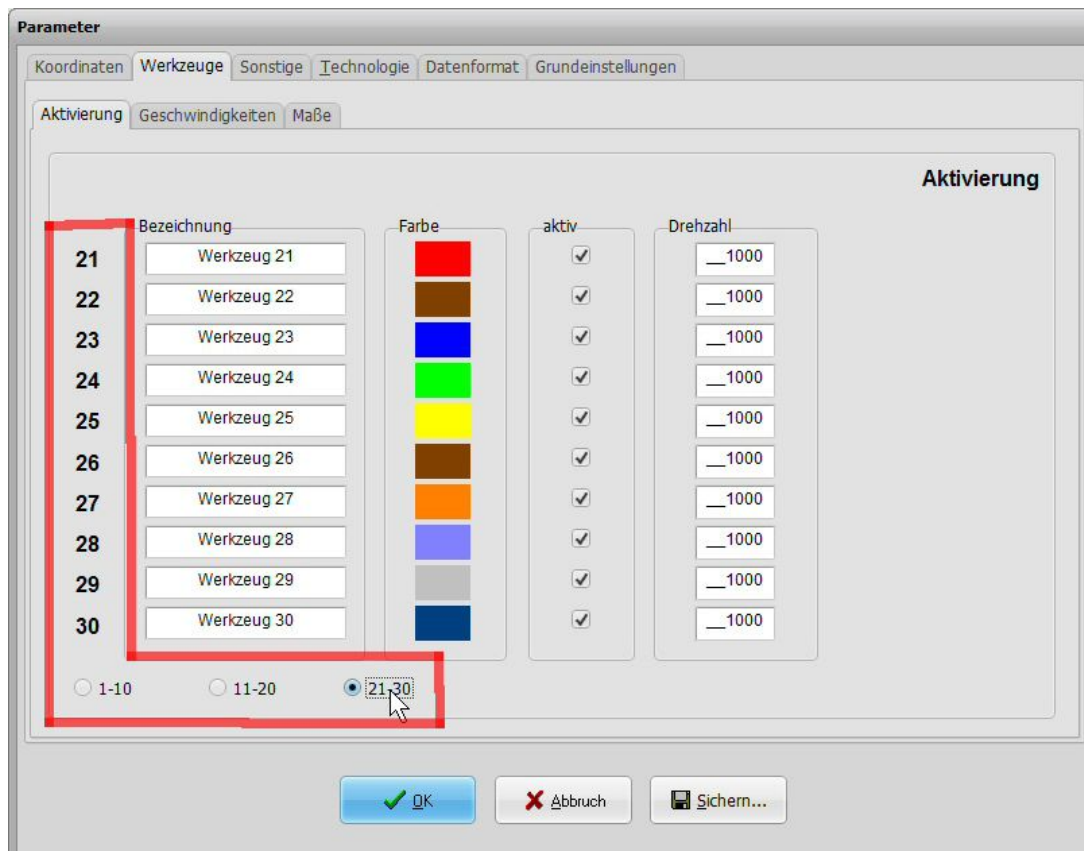 Parameter
Koordinaten Werkzeuge Sonstige Technologie Datenformat Grundeinstellungen
Aktivierung Geschwindigkeiten Maße
Aktivierung
Bezeichnung Farbe aktiv Drehzahl
21 Werkzeug 21 __1000
22 Werkzeug 22 __1000
23 Werkzeug 23 __1000
24 Werkzeug 24 __1000
25 Werkzeug 25 __1000
26 Werkzeug 26 __1000
27 Werkzeug 27 __1000
28 Werkzeug 28 __1000
29 Werkzeug 29 __1000
30 Werkzeug 30 __1000
1-10 11-20 21-30
OK Abbruch Sichern...